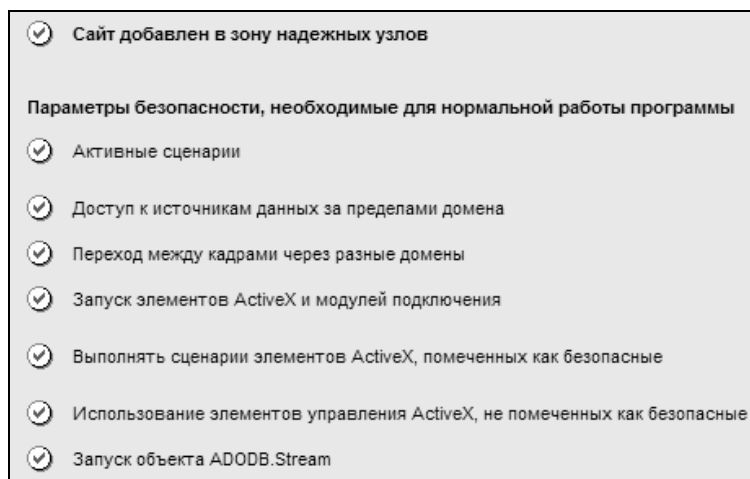 Сайт добавлен в зону надежных узлов
Параметры безопасности, необходимые для нормальной работы программы
Активные сценарии
Доступ к источникам данных за пределами домена
Переход между кадрами через разные домены
Запуск элементов ActiveX и модулей подключения
Выполнять сценарии элементов ActiveX, помеченных как безопасные
Использование элементов управления ActiveX, не помеченных как безопасные
Запуск объекта ADODB.Stream